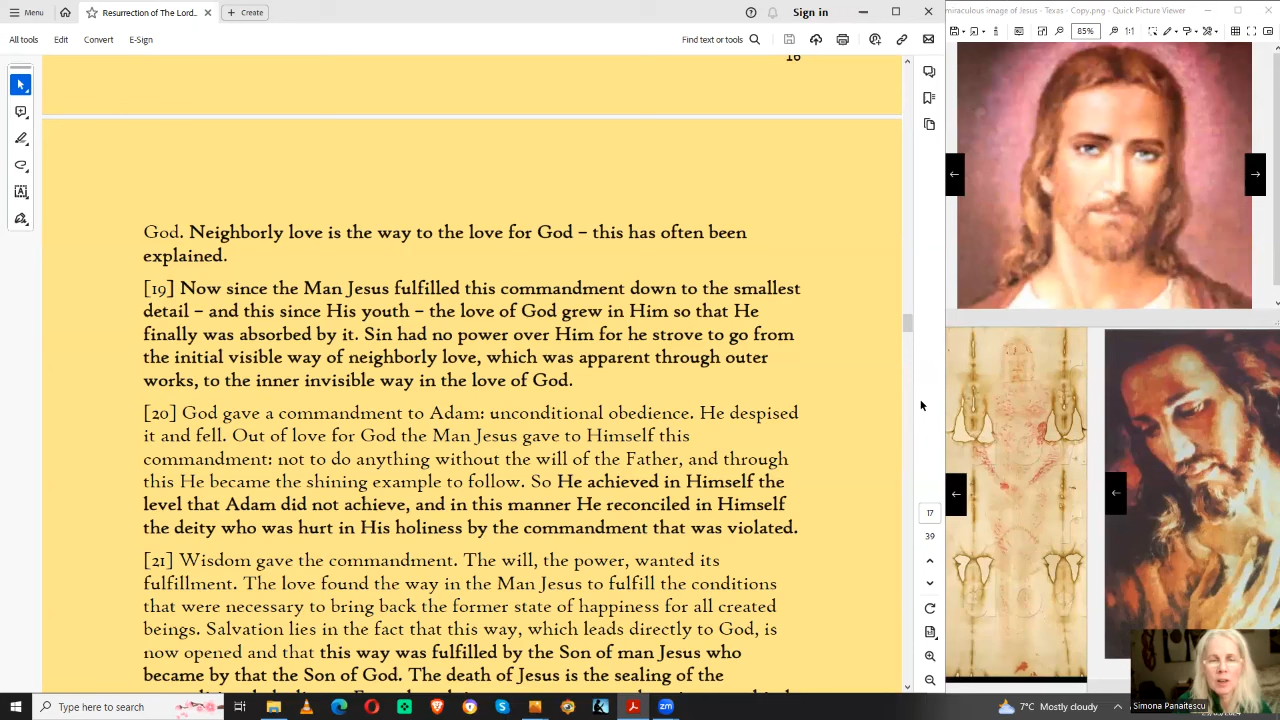 Menu
Resurrection of The Lord...
Create
Sign in
miraculous image of Jesus - Texas - Copy.png - Quick Picture Viewer
All tools
Edit
Convert
E-Sign
Find text or tools
85%
1:1
16
God. Neighborly love is the way to the love for God – this has often been
explained.
[19] Now since the Man Jesus fulfilled this commandment down to the smallest
detail – and this since His youth – the love of God grew in Him so that He
finally was absorbed by it. Sin had no power over Him for he strove to go from
the initial visible way of neighborly love, which was apparent through outer
works, to the inner invisible way in the love of God.
[20] God gave a commandment to Adam: unconditional obedience. He despised
it and fell. Out of love for God the Man Jesus gave to Himself this
commandment: not to do anything without the will of the Father, and through
this He became the shining example to follow. So He achieved in Himself the
level that Adam did not achieve, and in this manner He reconciled in Himself
the deity who was hurt in His holiness by the commandment that was violated.
[21] Wisdom gave the commandment. The will, the power, wanted its
fulfillment. The love found the way in the Man Jesus to fulfill the conditions
that were necessary to bring back the former state of happiness for all created
beings. Salvation lies in the fact that this way, which leads directly to God, is
now opened and that this way was fulfilled by the Son of man Jesus who
became by that the Son of God. The death of Jesus is the sealing of the
17
39
Type here to search
7°C Mostly cloudy
Simona Panaitescu